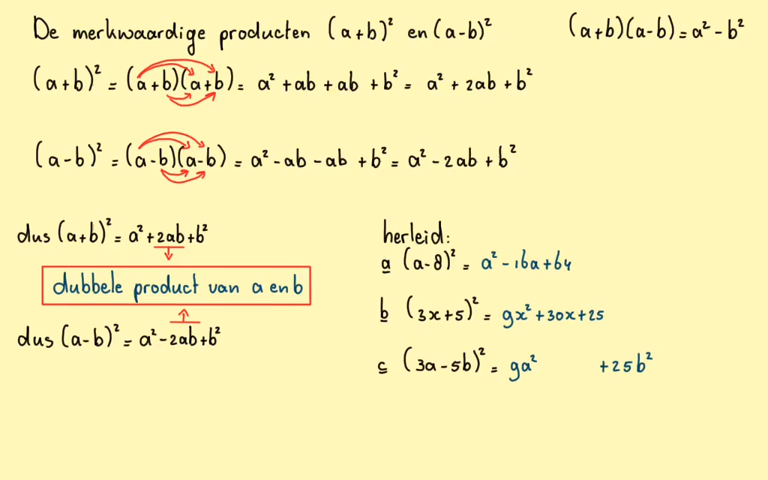 De merkwaardige producten (a+b)² en (a-b)²
(a+b)(a-b) = a² - b²
(a+b)² = (a+b)(a+b) = a² + ab + ab + b² = a² + 2ab + b²
(a-b)² = (a-b)(a-b) = a² - ab - ab + b² = a² - 2ab + b²
dus (a+b)² = a² + 2ab + b²
dubbele product van a en b
dus (a-b)² = a² - 2ab + b²
herleid:
a (a-8)² = a² - 16a + 64
b (3x+5)² = 9x² + 30x + 25
c (3a-5b)² = 9a² + 25b²